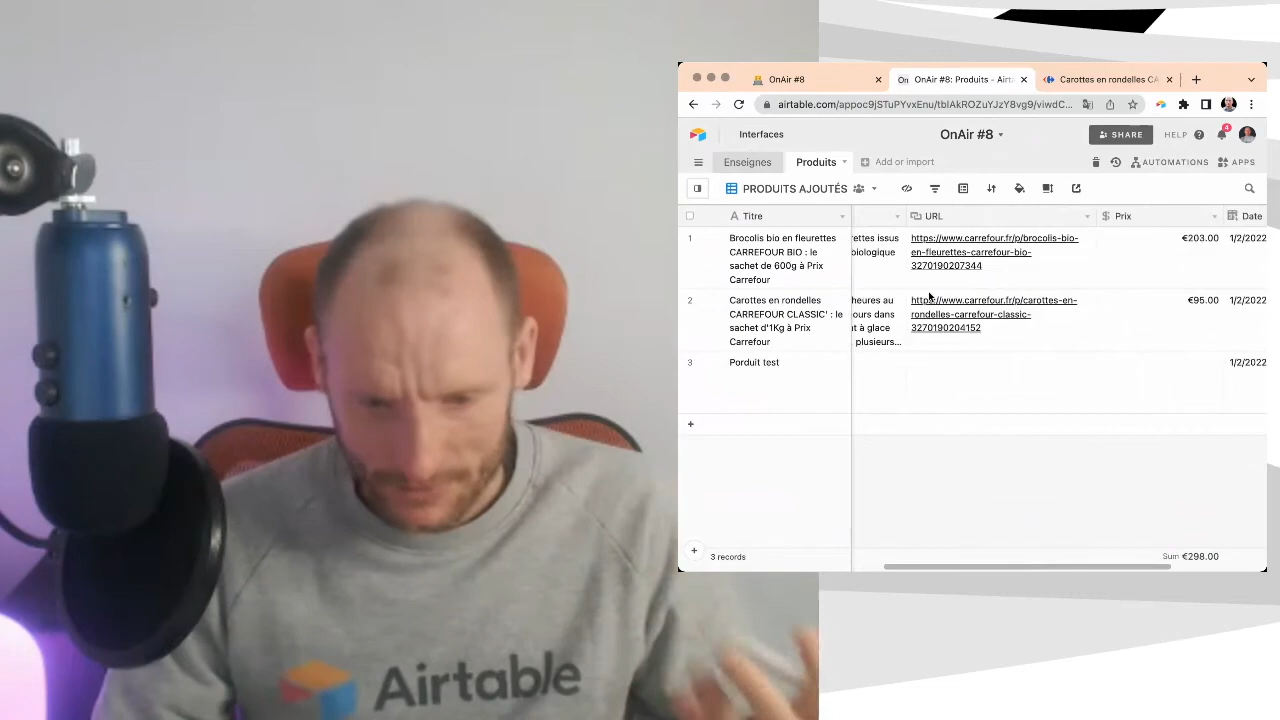 OnAir #8
On OnAir #8: Produits - Airt
Carottes en rondelles CA
airtable.com/appoc9jSTuPYvxEnu/tblAkROZuYJzY8vg9/viwdC...
Interfaces
OnAir #8
SHARE
HELP
4
Enseignes
Produits
Add or import
AUTOMATIONS
APPS
PRODUITS AJOUTÉS
Titre
URL
Prix
Date
1
Brocolis bio en fleurettes
CARREFOUR BIO : le
sachet de 600g à Prix
Carrefour
ettes issus
biologique
https://www.carrefour.fr/p/brocolis-bio-
en-fleurettes-carrefour-bio-
3270190207344
€203.00
1/2/2022
2
Carottes en rondelles
CARREFOUR CLASSIC' : le
sachet d'1Kg à Prix
Carrefour
heures au
ours dans
t à glace
plusieurs...
https://www.carrefour.fr/p/carottes-en-
rondelles-carrefour-classic-
3270190204152
€95.00
1/2/2022
3
Porduit test
1/2/2022
3 records
Sum €298.00
Airtable